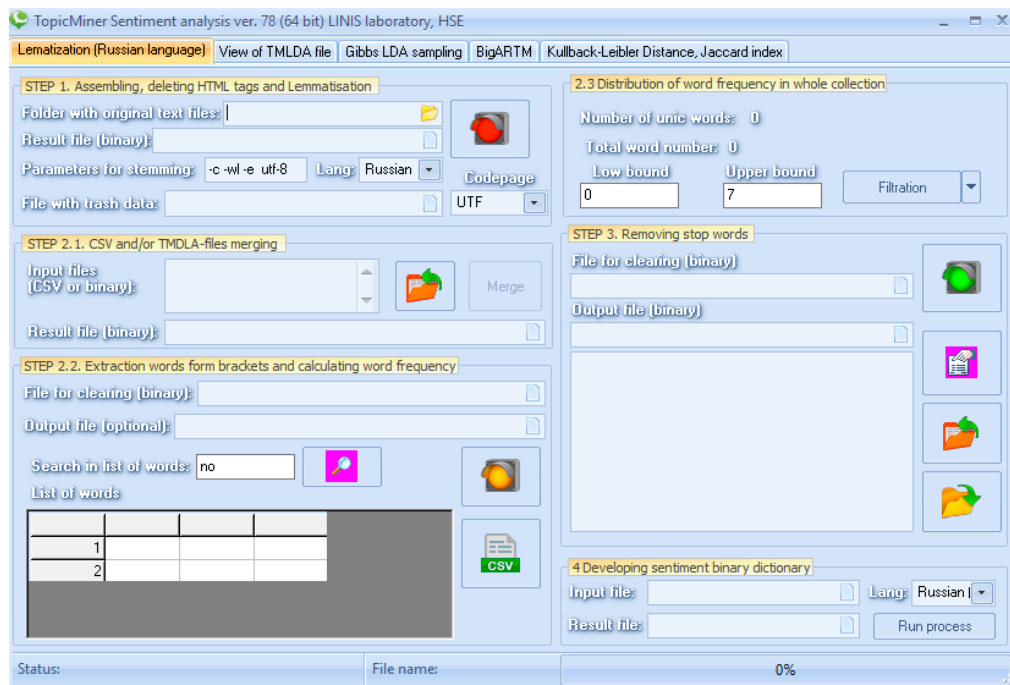 TopicMiner Sentiment analysis ver. 78 (64 bit) LINIS laboratory, HSE
Lematization (Russian language) View of TMLDA file Gibbs LDA sampling BigARTM Kullback-Leibler Distance, Jaccard index
STEP 1. Assembling, deleting HTML tags and Lemmatisation
Folder with original text files:
Result file (binary):
Parameters for stemming: -c -wl -e utf-8 Lang: Russian
Codepage
File with trash data: UTF
STEP 2.1. CSV and/or TMDLA-files merging
Input files
(CSV or binary):
Merge
Result file (binary):
STEP 2.2. Extraction words form brackets and calculating word frequency
File for clearing (binary):
Output file (optional):
Search in list of words: no
List of words
1
2
CSV
2.3 Distribution of word frequency in whole collection
Number of unic words: 0
Total word number: 0
Low bound Upper bound
0 7 Filtration
STEP 3. Removing stop words
File for clearing (binary)
Output file (binary)
4 Developing sentiment binary dictionary
Input file: Lang: Russian
Result file: Run process
Status: File name: 0%